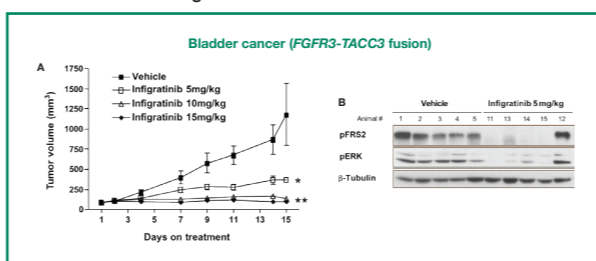 Bladder cancer (FGFR3-TACC3 fusion)
A
Tumor volume (mm3)
1750
1500
1250
1000
750
500
250
0
Vehicle
Infigratinib 5mg/kg
Infigratinib 10mg/kg
Infigratinib 15mg/kg
*
**
1 3 5 7 9 11 13 15
Days on treatment
B
Vehicle Infigratinib 5mg/kg
Animal # 1 2 3 4 5 11 13 14 15 12
pFRS2
pERK
β-Tubulin